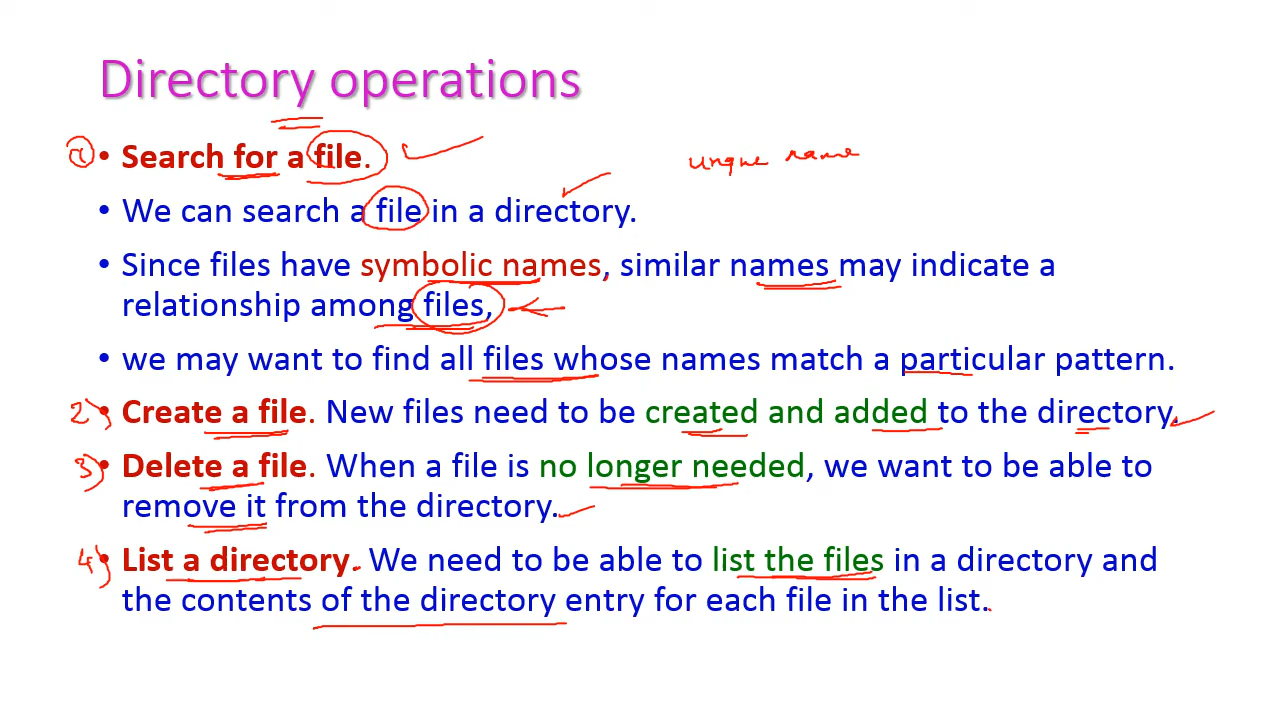 Directory operations
• Search for a file.
unque name
• We can search a file in a directory.
• Since files have symbolic names, similar names may indicate a
relationship among files,
• we may want to find all files whose names match a particular pattern.
2) • Create a file. New files need to be created and added to the directory.
3) • Delete a file. When a file is no longer needed, we want to be able to
remove it from the directory.
4) • List a directory. We need to be able to list the files in a directory and
the contents of the directory entry for each file in the list.